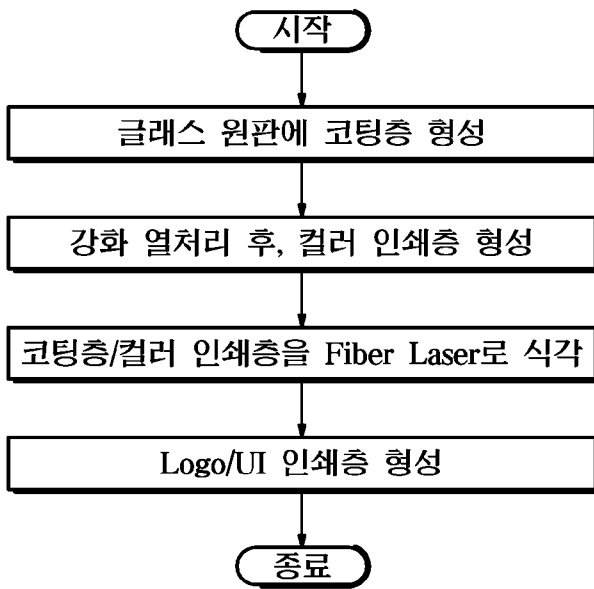 시작
글래스 원판에 코팅층 형성
강화 열처리 후, 컬러 인쇄층 형성
코팅층/컬러 인쇄층을 Fiber Laser로 식각
Logo/UI 인쇄층 형성
종료